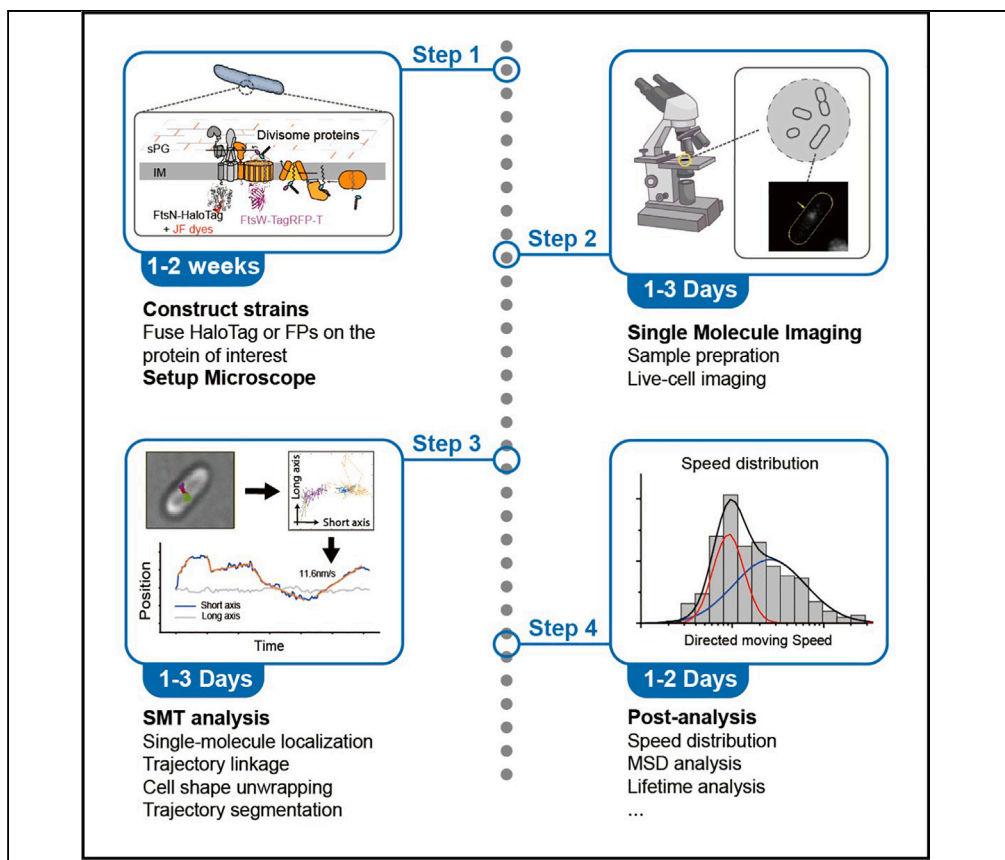 Step 1
Divisome proteins
sPG
IM
FtsN-HaloTag
+ JF dyes
FtsW-TagRFP-T
1-2 weeks
Construct strains
Fuse HaloTag or FPs on the
protein of interest
Setup Microscope
Step 2
1-3 Days
Single Molecule Imaging
Sample prepration
Live-cell imaging
Step 3
Long axis
Short axis
11.6nm/s
Position
Short axis
Long axis
Time
1-3 Days
SMT analysis
Single-molecule localization
Trajectory linkage
Cell shape unwrapping
Trajectory segmentation
Step 4
Speed distribution
Directed moving Speed
1-2 Days
Post-analysis
Speed distribution
MSD analysis
Lifetime analysis
...